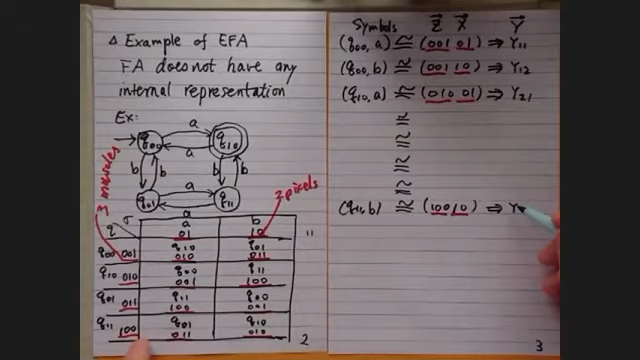 △ Example of EFA
FA does not have any
internal representation
Ex:
a
q00 q10
a
b b b b
a
q01 q11
a
3 muscles
2 pixels
q σ a b
01 10
q00 001 q10 q01
010 011
q10 010 q00 q11
001 100
q01 011 q11 q00
100 001
q11 100 q01 q10
011 010
2
Symbols Z X Y
(q00, a) ≅ (001 01) ⇒ Y11
(q00, b) ≅ (001 10) ⇒ Y12
(q10, a) ≅ (010 01) ⇒ Y21
≅
≅
≅
≅
(q11, b) ≅ (100 10) ⇒ Y
3